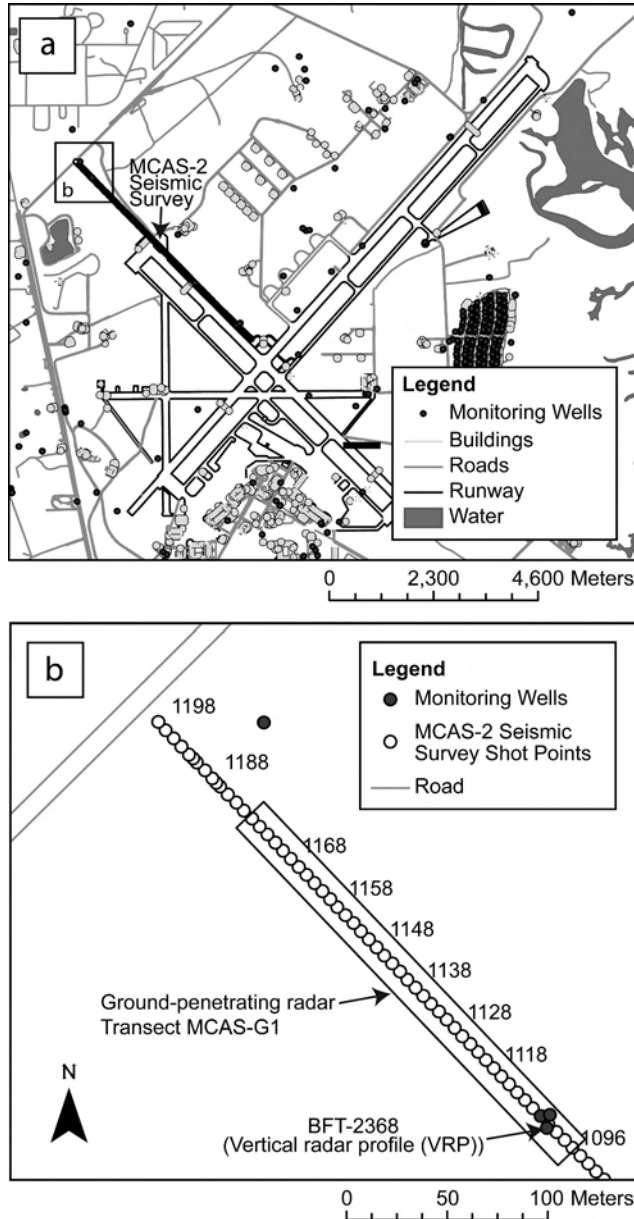 a
MCAS-2
Seismic
Survey
b
Legend
Monitoring Wells
Buildings
Roads
Runway
Water
0 2,300 4,600 Meters
b
1198
1188
1168
1158
1148
1138
1128
1118
1096
Legend
Monitoring Wells
MCAS-2 Seismic
Survey Shot Points
Road
Ground-penetrating radar
Transect MCAS-G1
BFT-2368
(Vertical radar profile (VRP))
N
0 50 100 Meters